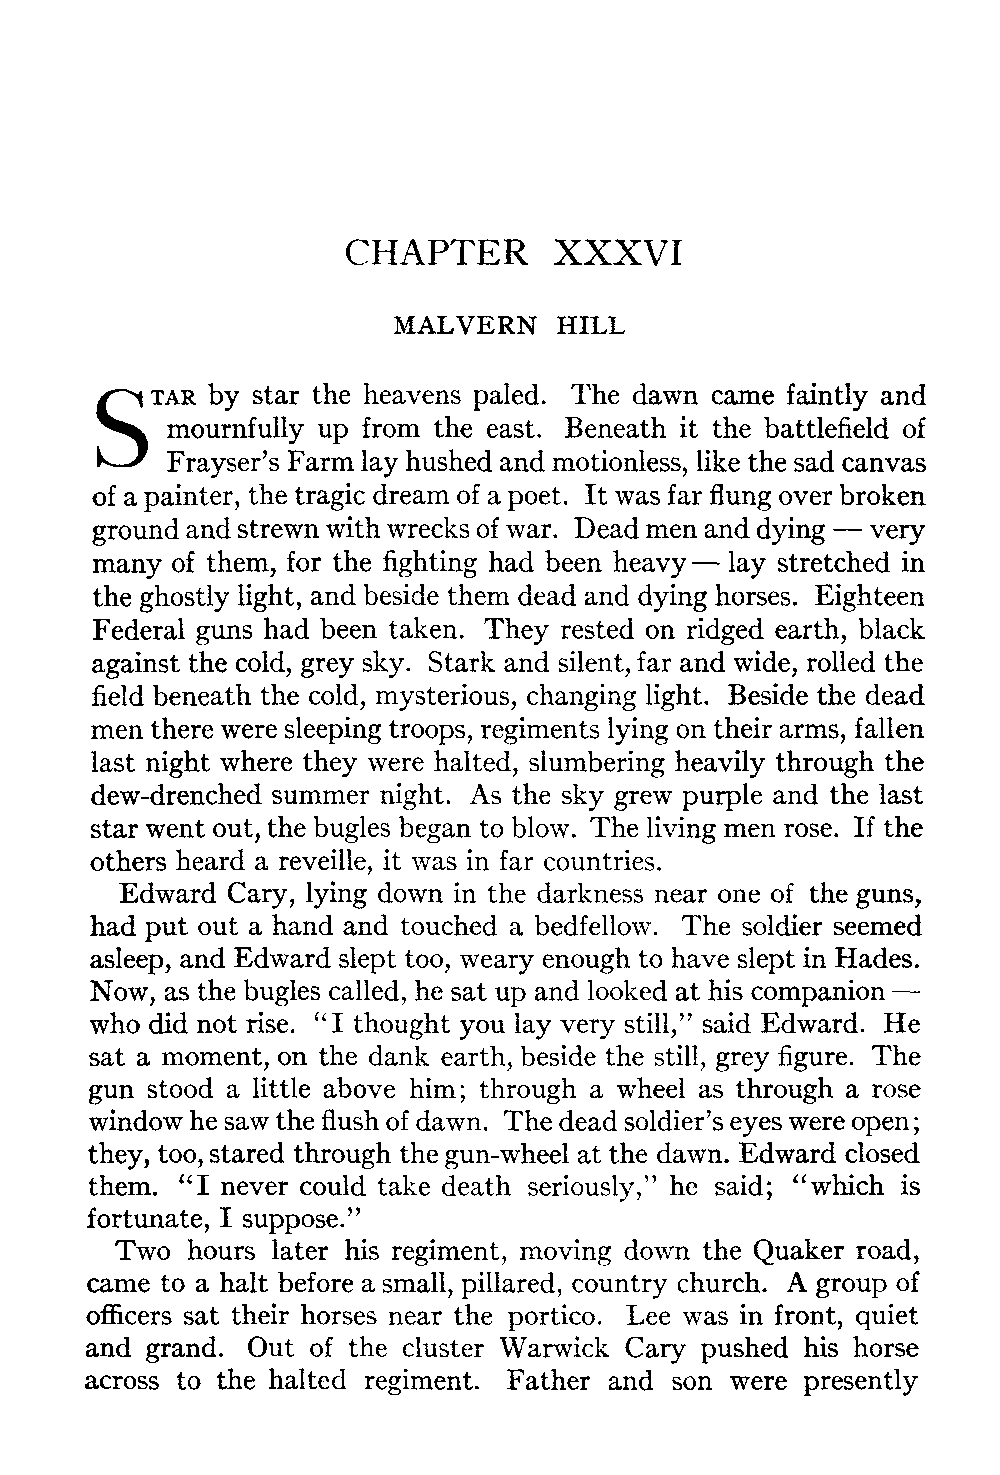 CHAPTER XXXVI
MALVERN HILL
STAR by star the heavens paled. The dawn came faintly and
mournfully up from the east. Beneath it the battlefield of
Frayser's Farm lay hushed and motionless, like the sad canvas
of a painter, the tragic dream of a poet. It was far flung over broken
ground and strewn with wrecks of war. Dead men and dying — very
many of them, for the fighting had been heavy — lay stretched in
the ghostly light, and beside them dead and dying horses. Eighteen
Federal guns had been taken. They rested on ridged earth, black
against the cold, grey sky. Stark and silent, far and wide, rolled the
field beneath the cold, mysterious, changing light. Beside the dead
men there were sleeping troops, regiments lying on their arms, fallen
last night where they were halted, slumbering heavily through the
dew-drenched summer night. As the sky grew purple and the last
star went out, the bugles began to blow. The living men rose. If the
others heard a reveille, it was in far countries.
Edward Cary, lying down in the darkness near one of the guns,
had put out a hand and touched a bedfellow. The soldier seemed
asleep, and Edward slept too, weary enough to have slept in Hades.
Now, as the bugles called, he sat up and looked at his companion —
who did not rise. "I thought you lay very still," said Edward. He
sat a moment, on the dank earth, beside the still, grey figure. The
gun stood a little above him; through a wheel as through a rose
window he saw the flush of dawn. The dead soldier's eyes were open;
they, too, stared through the gun-wheel at the dawn. Edward closed
them. "I never could take death seriously," he said; "which is
fortunate, I suppose."
Two hours later his regiment, moving down the Quaker road,
came to a halt before a small, pillared, country church. A group of
officers sat their horses near the portico. Lee was in front, quiet
and grand. Out of the cluster Warwick Cary pushed his horse
across to the halted regiment. Father and son were presently